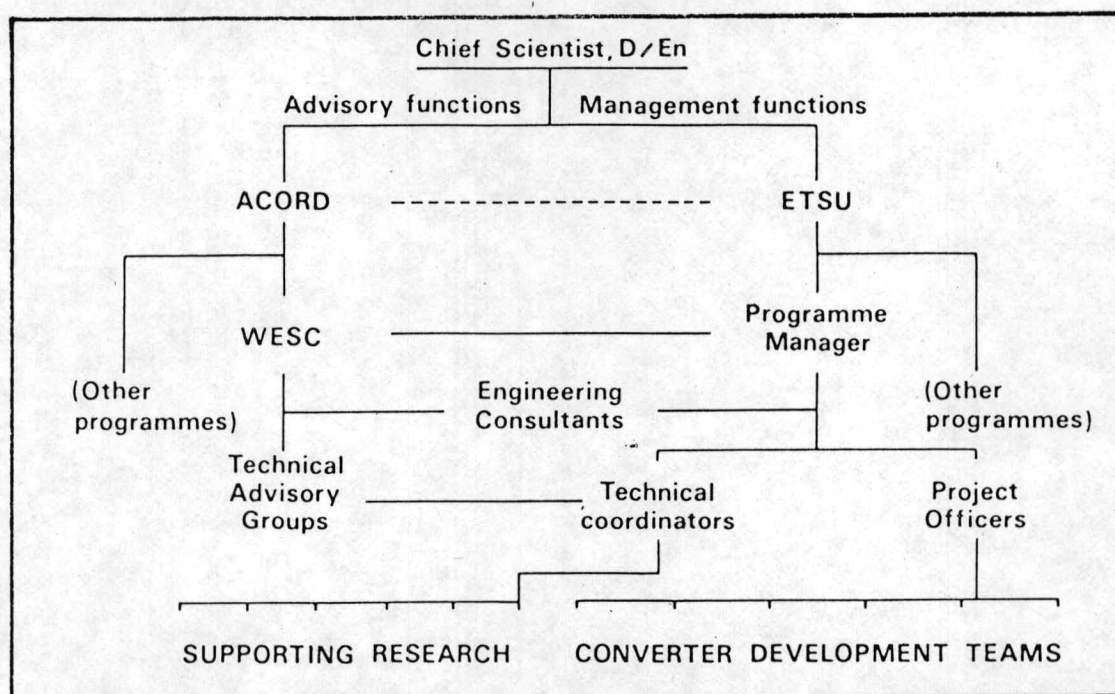 Chief Scientist, D/En
Advisory functions
Management functions
ACORD
ETSU
WESC
Programme
Manager
(Other
programmes)
Engineering
Consultants
(Other
programmes)
Technical
Advisory
Groups
Technical
coordinators
Project
Officers
SUPPORTING RESEARCH
CONVERTER DEVELOPMENT TEAMS